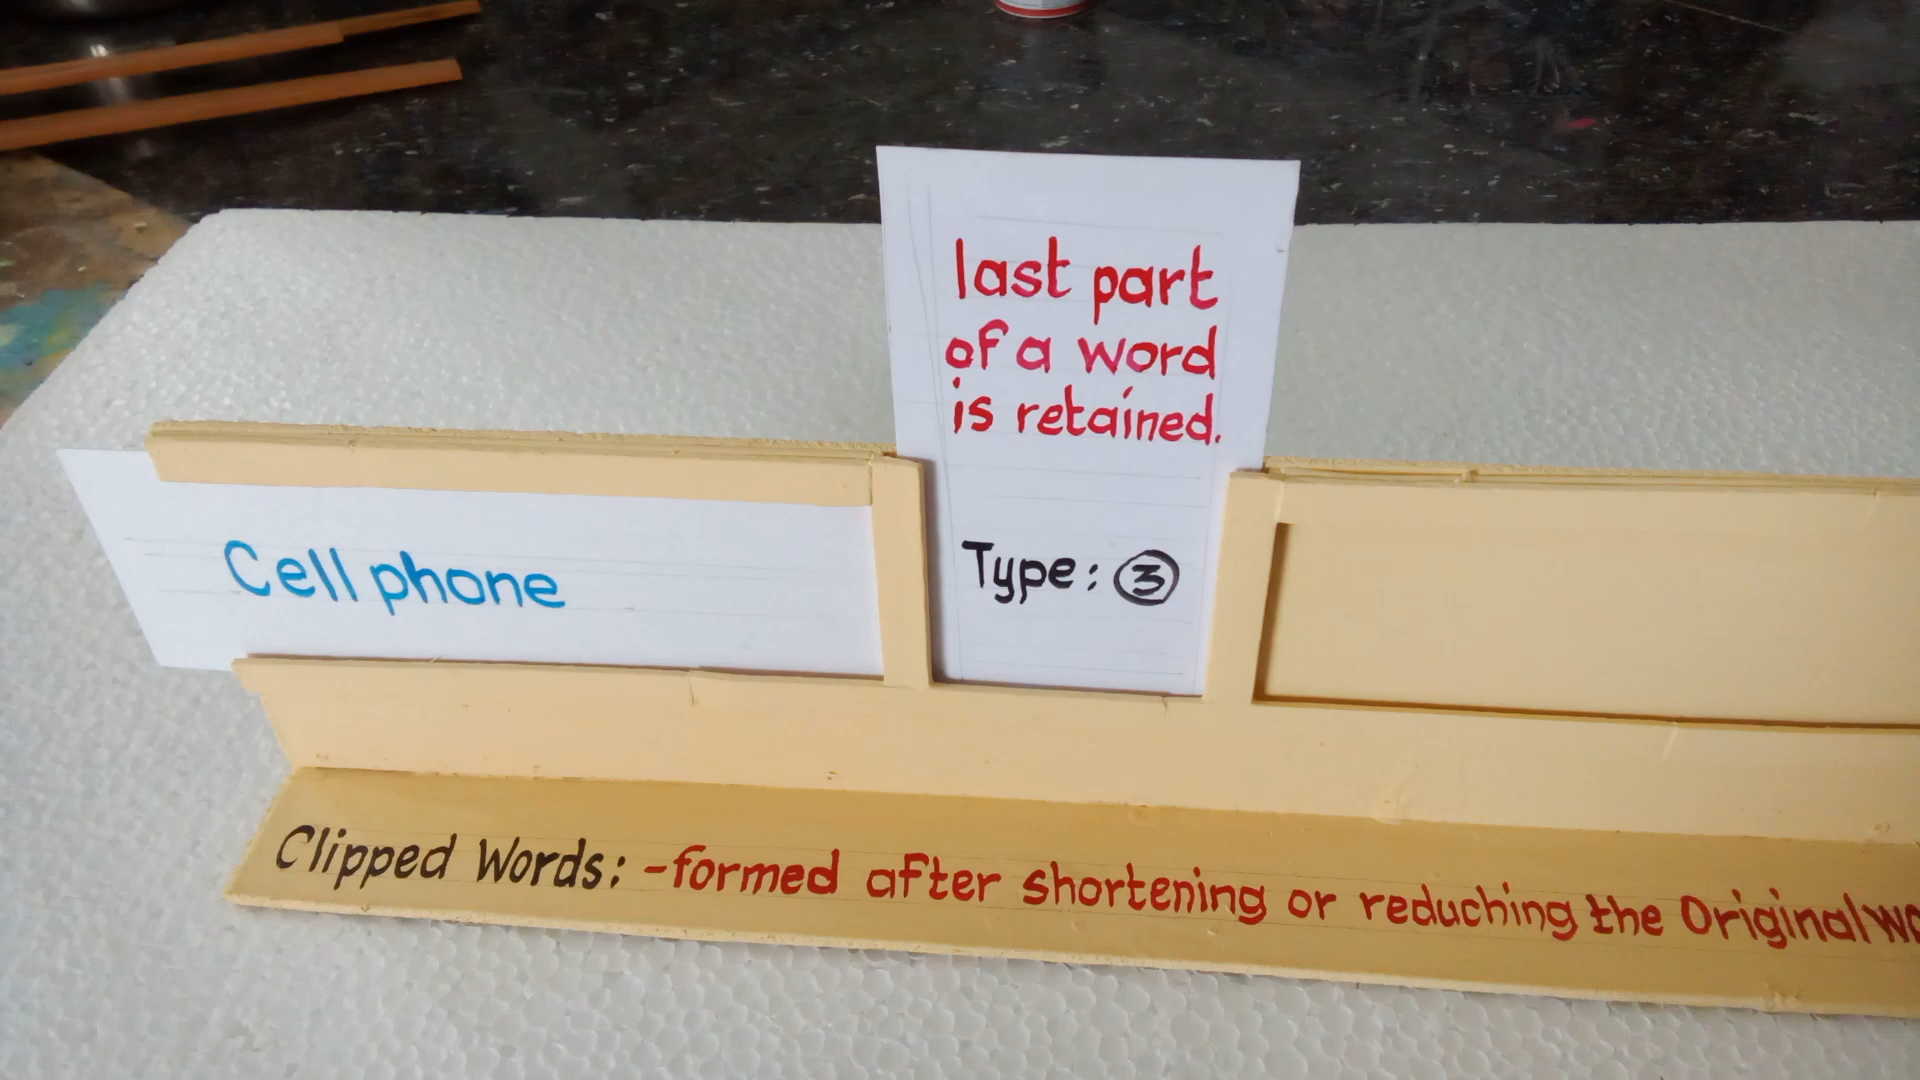 last part
of a word
is retained.
Cell phone
Type: 3
Clipped Words: -formed after shortening or reduching the Original